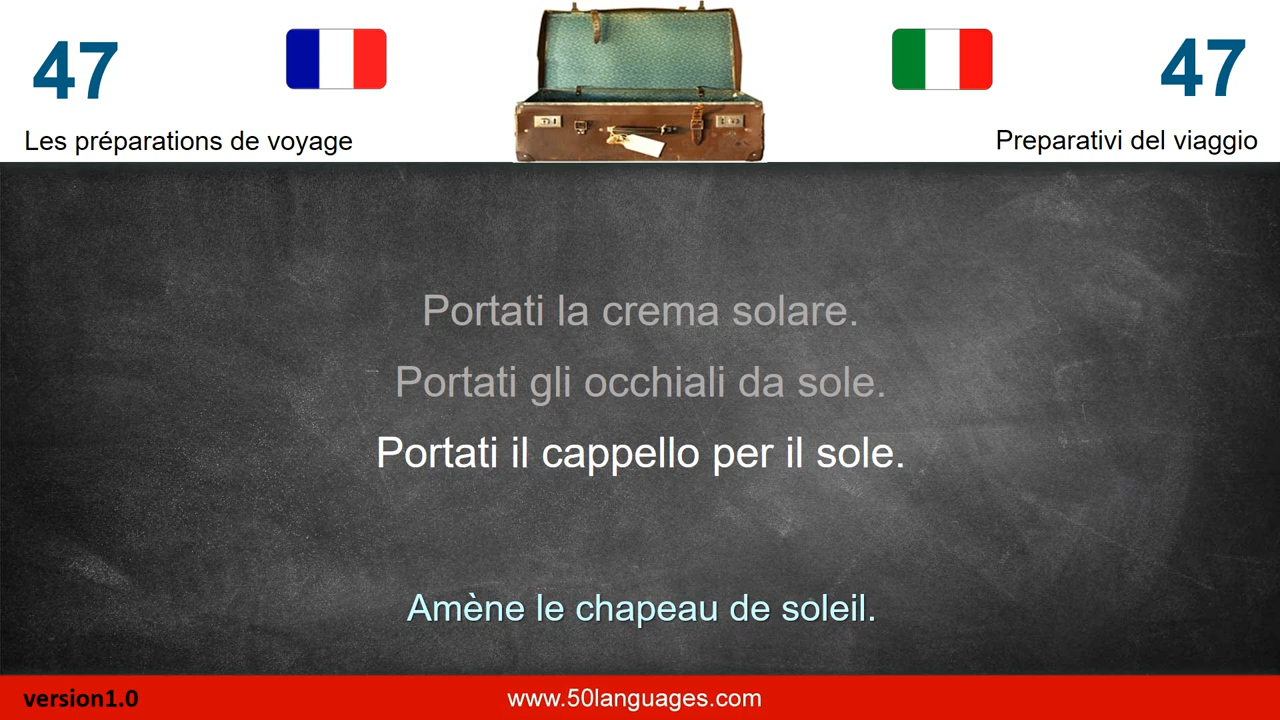 47
47
Les préparations de voyage
Preparativi del viaggio
Portati la crema solare.
Portati gli occhiali da sole.
Portati il cappello per il sole.
Amène le chapeau de soleil.
version1.0
www.50languages.com